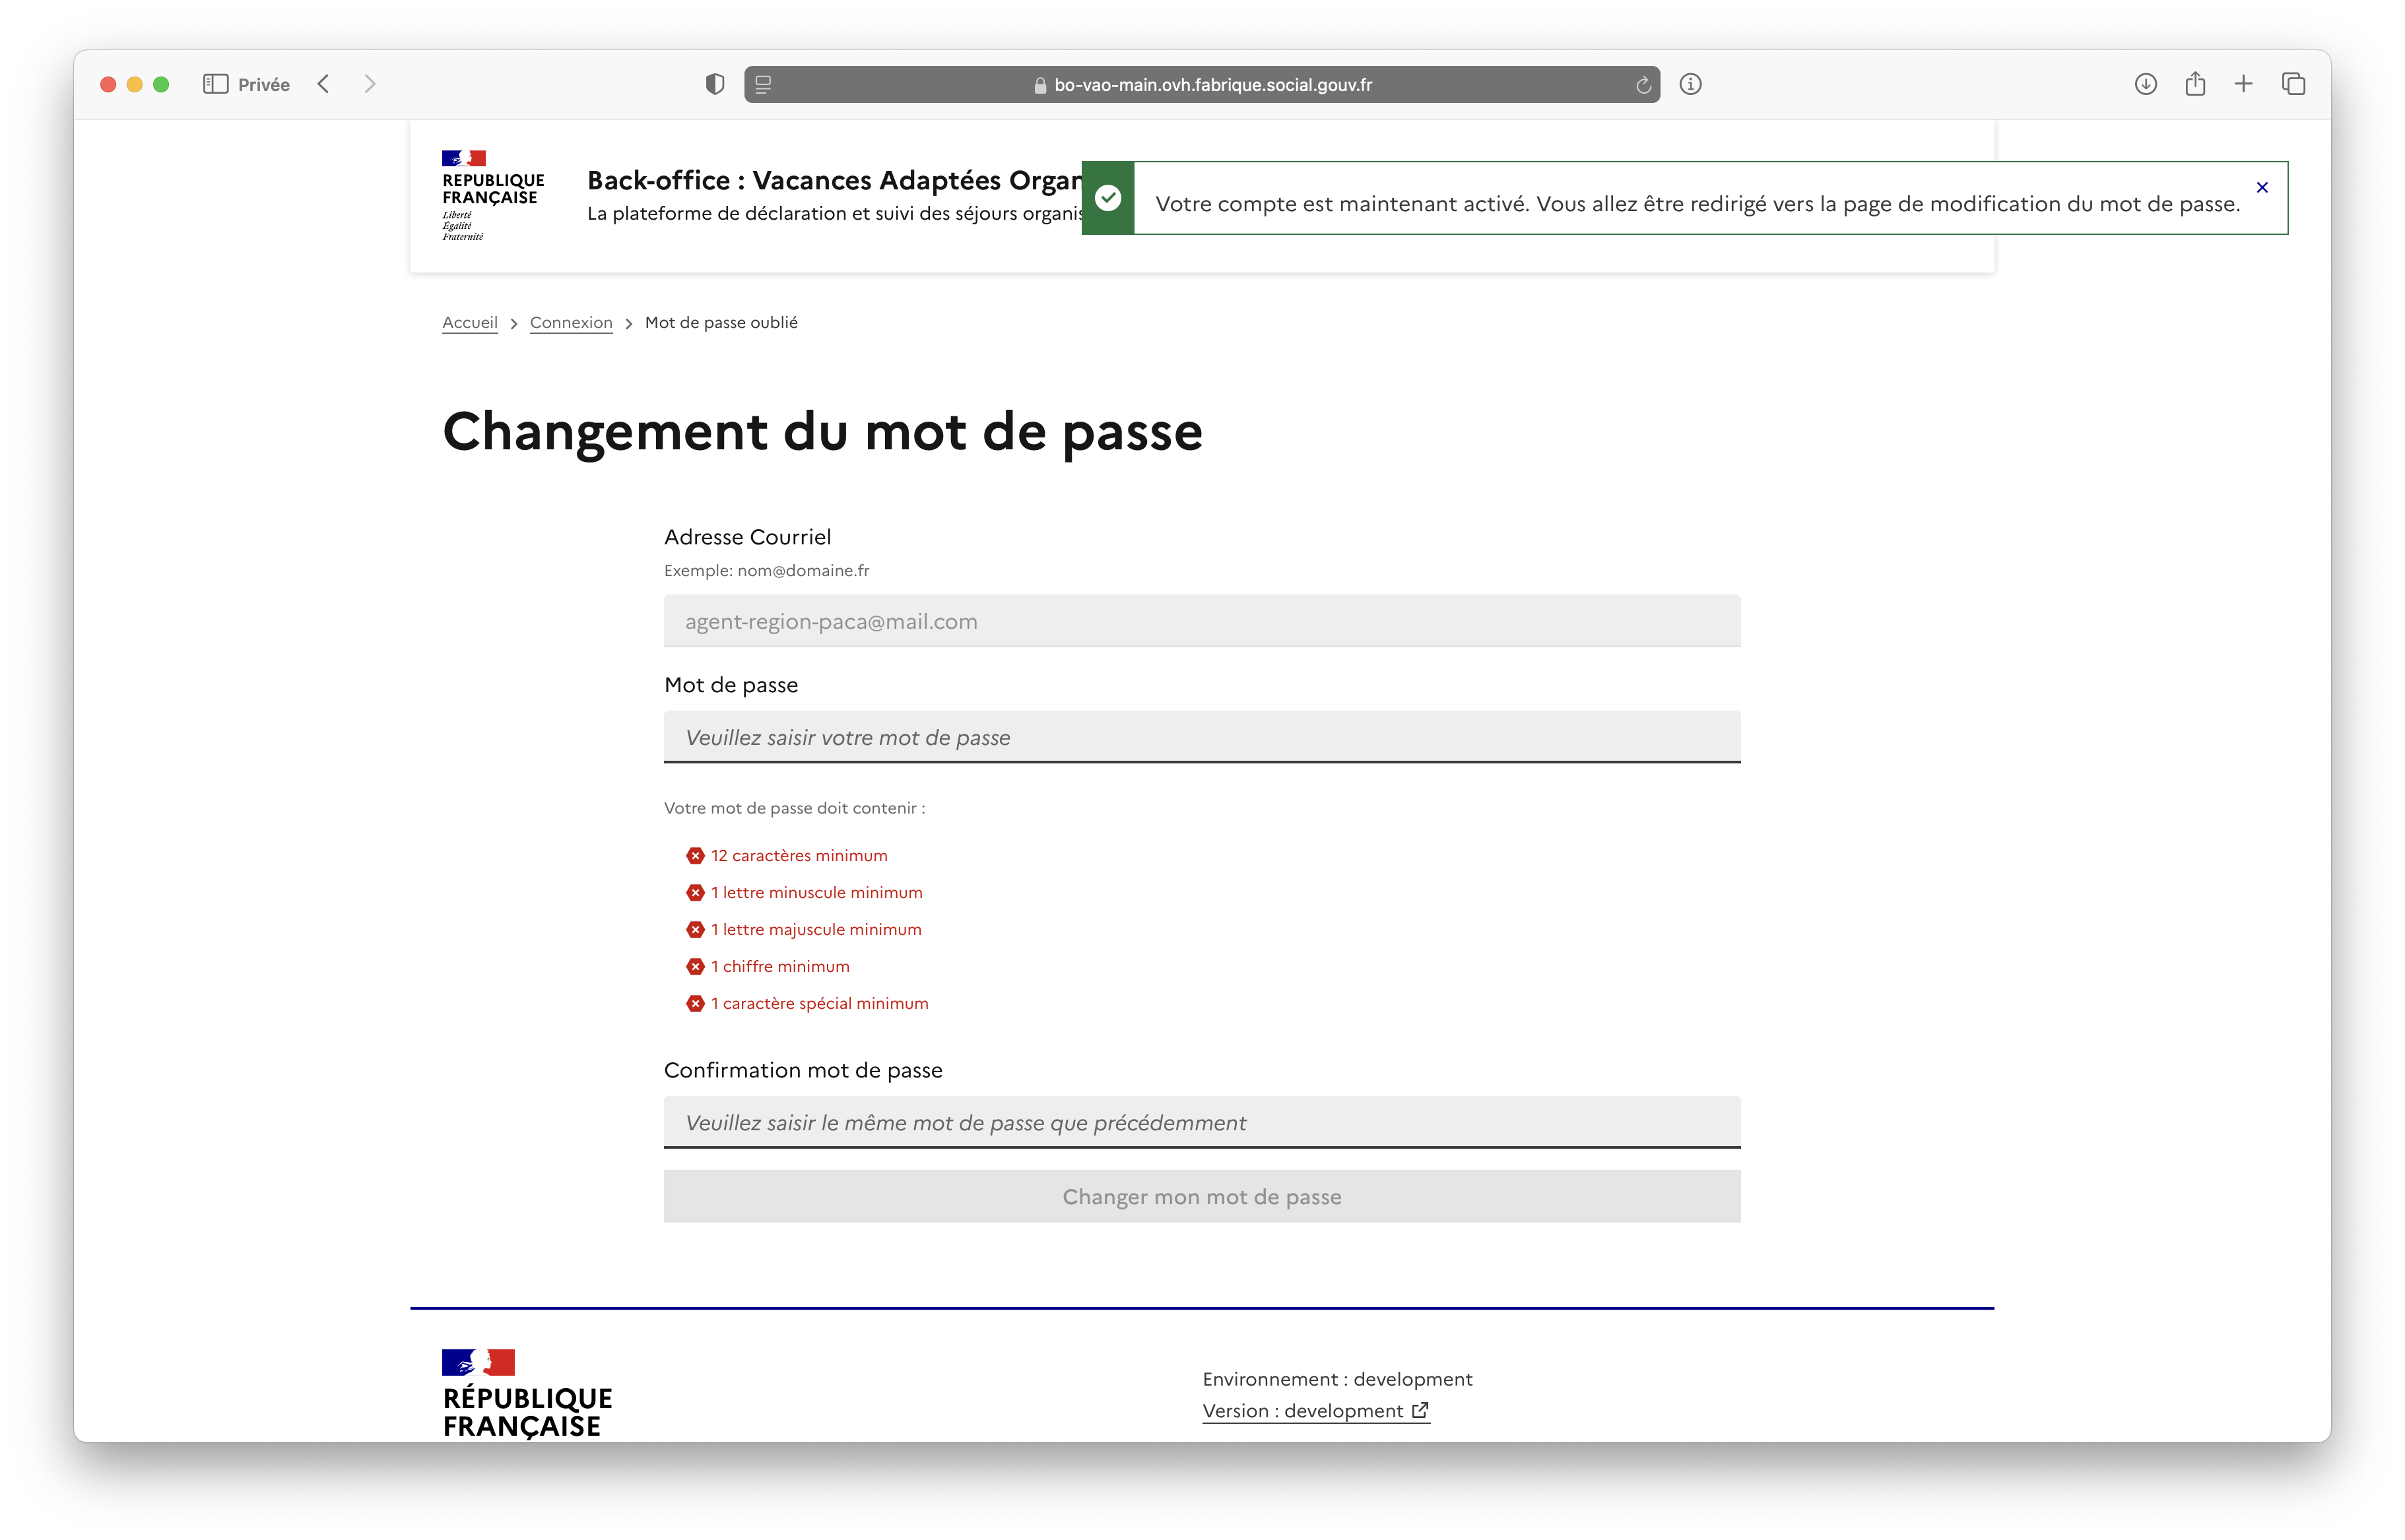 Privée
bo-vao-main.ovh.fabrique.social.gouv.fr
RÉPUBLIQUE
FRANÇAISE
Liberté
Égalité
Fraternité
Back-office : Vacances Adaptées Organ
La plateforme de déclaration et suivi des séjours organis
Votre compte est maintenant activé. Vous allez être redirigé vers la page de modification du mot de passe.
Accueil > Connexion > Mot de passe oublié
Changement du mot de passe
Adresse Courriel
Exemple: nom@domaine.fr
agent-region-paca@mail.com
Mot de passe
Veuillez saisir votre mot de passe
Votre mot de passe doit contenir :
12 caractères minimum
1 lettre minuscule minimum
1 lettre majuscule minimum
1 chiffre minimum
1 caractère spécial minimum
Confirmation mot de passe
Veuillez saisir le même mot de passe que précédemment
Changer mon mot de passe
RÉPUBLIQUE
FRANÇAISE
Environnement : development
Version : development